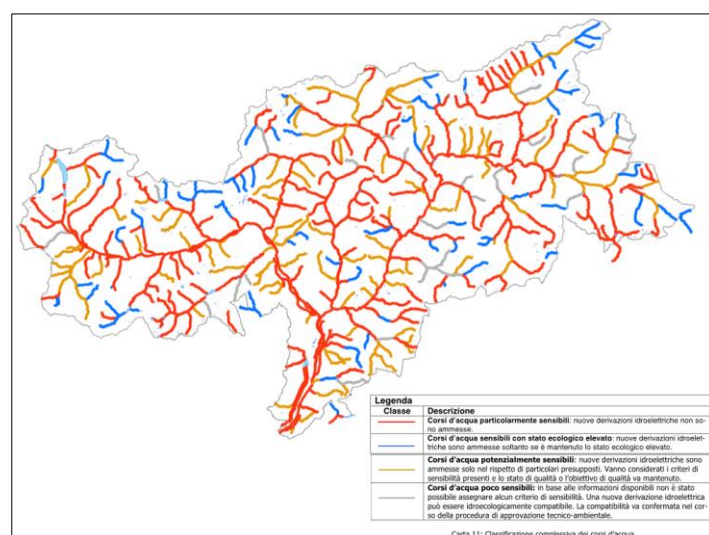 Legenda
Classe Descrizione
Corsi d'acqua particolarmente sensibili: nuove derivazioni idroelettriche non so-
no ammesse.
Corsi d'acqua sensibili con stato ecologico elevato: nuove derivazioni idroelet-
triche sono ammesse soltanto se è mantenuto lo stato ecologico elevato.
Corsi d'acqua potenzialmente sensibili: nuove derivazioni idroelettriche sono
ammesse solo nel rispetto di particolari presupposti. Vanno considerati i criteri di
sensibilità presenti e lo stato di qualità o l'obiettivo di qualità va mantenuto.
Corsi d'acqua poco sensibili: in base alle informazioni disponibili non è stato
possibile assegnare alcun criterio di sensibilità. Una nuova derivazione idroelettrica
può essere idroecologicamente compatibile. La compatibilità va confermata nel cor-
so della procedura di approvazione tecnico-ambientale.
Carta 11: Classificazione complessiva dei corsi d'acqua